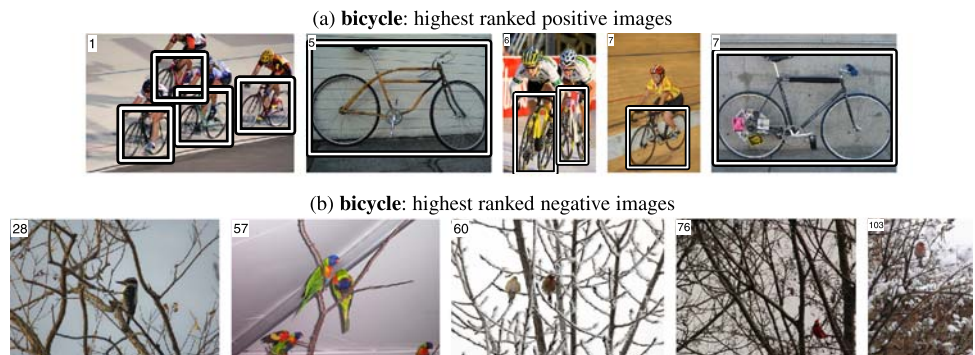 (a) bicycle: highest ranked positive images
1 5 6 7 7
(b) bicycle: highest ranked negative images
28 57 60 76 103